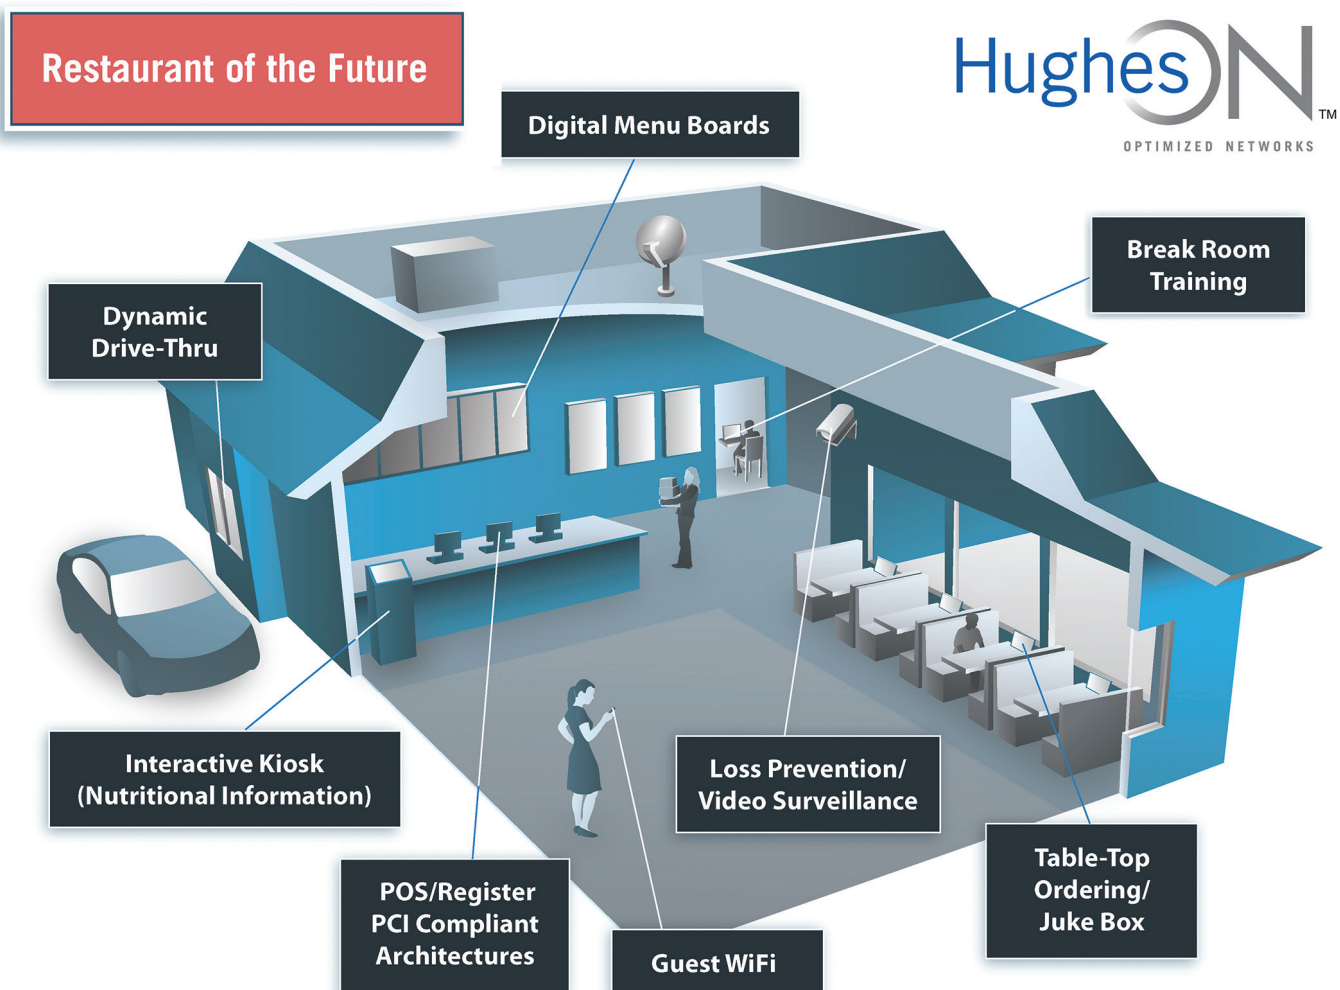 Restaurant of the Future
HughesON
TM
OPTIMIZED NETWORKS
Digital Menu Boards
Break Room
Training
Dynamic
Drive-Thru
Interactive Kiosk
(Nutritional Information)
Loss Prevention/
Video Surveillance
Table-Top
Ordering/
Juke Box
POS/Register
PCI Compliant
Architectures
Guest WiFi